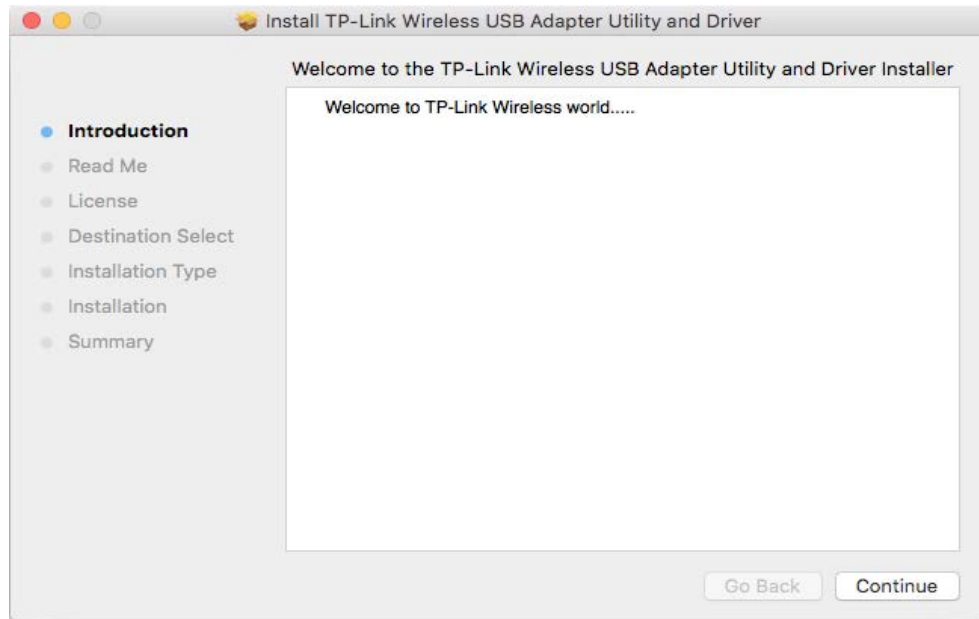 Install TP-Link Wireless USB Adapter Utility and Driver
Welcome to the TP-Link Wireless USB Adapter Utility and Driver Installer
Introduction
Read Me
License
Destination Select
Installation Type
Installation
Summary
Welcome to TP-Link Wireless world.....
Go Back
Continue